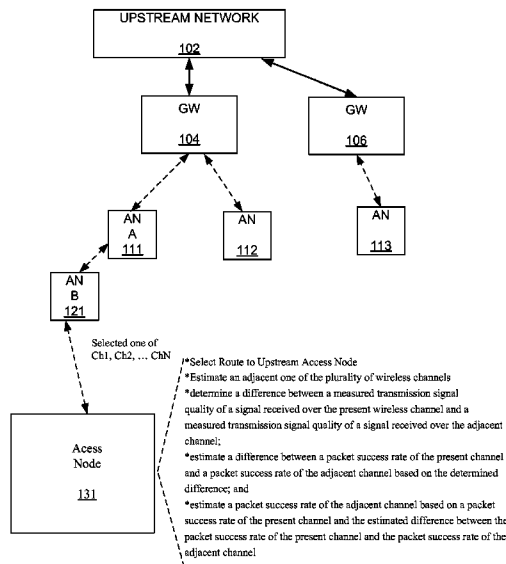 UPSTREAM NETWORK
102
GW
104
GW
106
AN
A
111
AN
112
AN
113
AN
B
121
Selected one of
Ch1, Ch2, ... ChN
Acess
Node
131
*Select Route to Upstream Access Node
*Estimate an adjacent one of the plurality of wireless channels
*determine a difference between a measured transmission signal
quality of a signal received over the present wireless channel and a
measured transmission signal quality of a signal received over the adjacent
channel;
*estimate a difference between a packet success rate of the present channel
and a packet success rate of the adjacent channel based on the determined
difference; and
*estimate a packet success rate of the adjacent channel based on a packet
success rate of the present channel and the estimated difference between the
packet success rate of the present channel and the packet success rate of the
adjacent channel